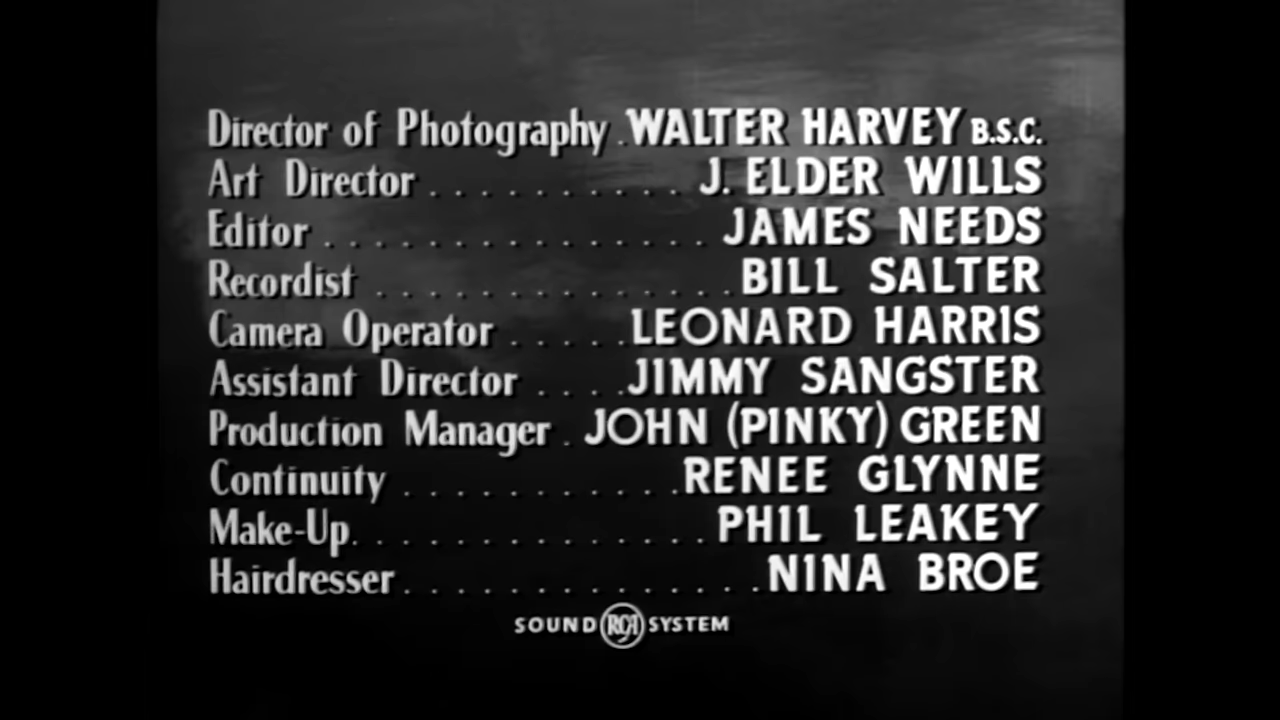 Director of Photography . WALTER HARVEY B.S.C.
Art Director . . . . . . . . . . J. ELDER WILLS
Editor . . . . . . . . . . . . . . . JAMES NEEDS
Recordist . . . . . . . . . . . . . . BILL SALTER
Camera Operator . . . . . LEONARD HARRIS
Assistant Director . . . . JIMMY SANGSTER
Production Manager . JOHN (PINKY) GREEN
Continuity . . . . . . . . . . . RENEE GLYNNE
Make-Up. . . . . . . . . . . . . . PHIL LEAKEY
Hairdresser . . . . . . . . . . . . . . NINA BROE
SOUND RCA SYSTEM